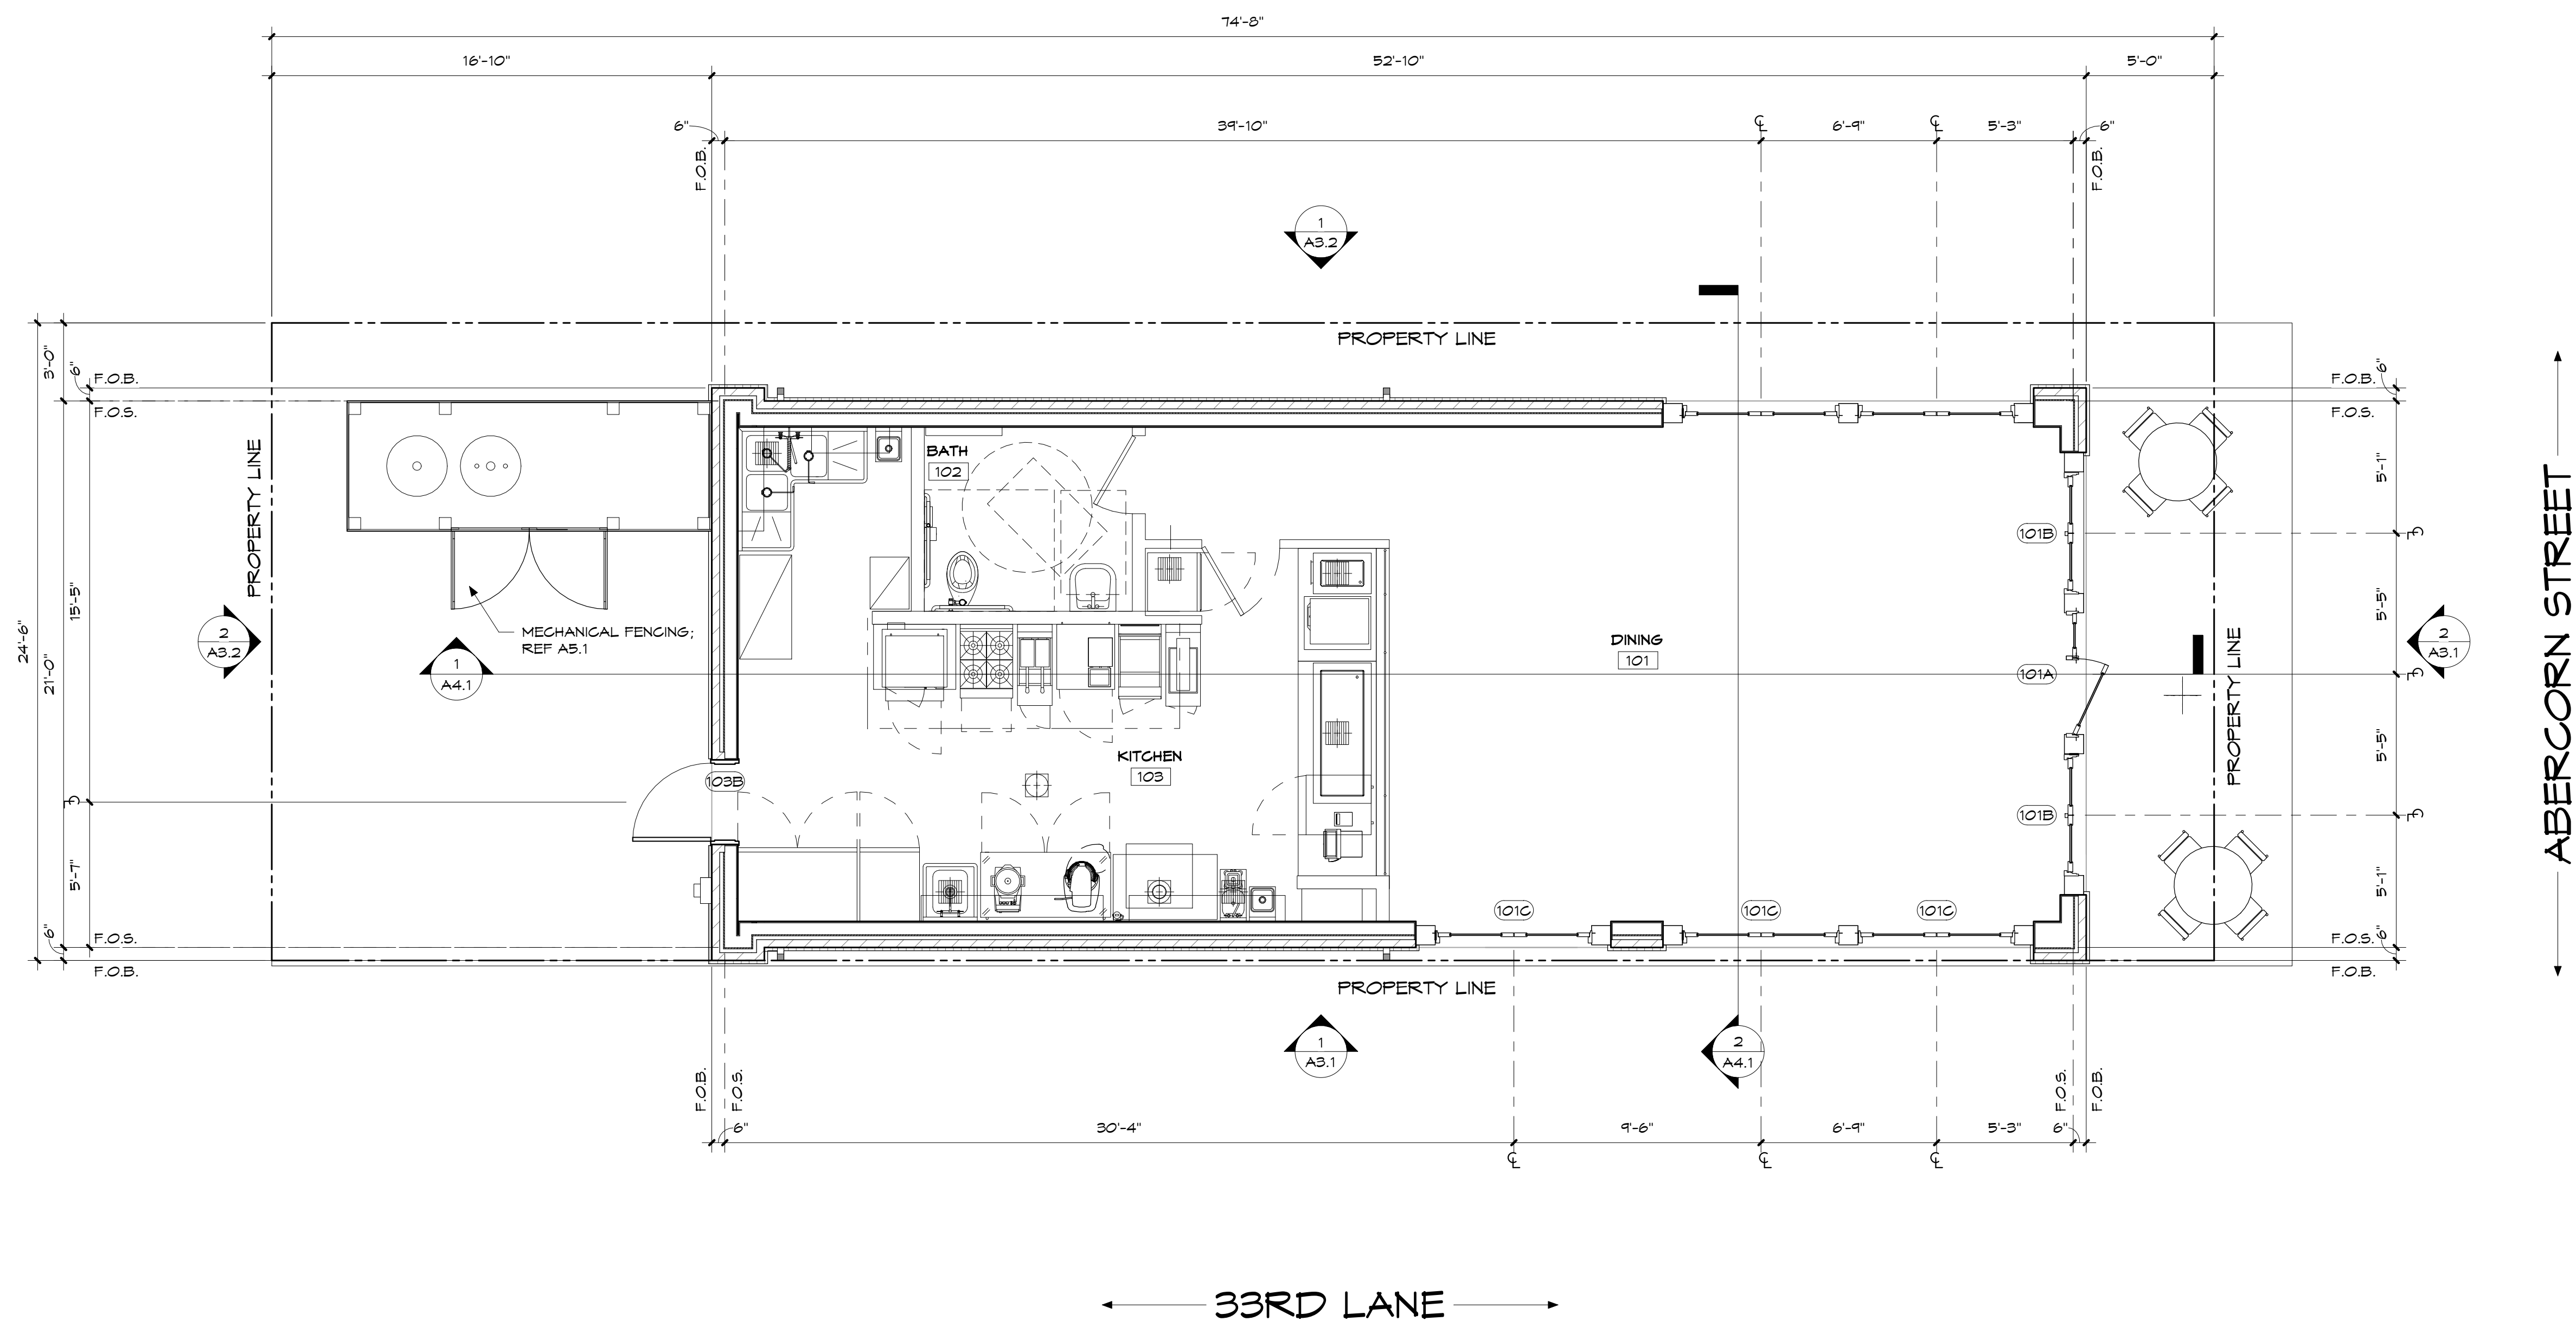 74'-8"
16'-10"
52'-10"
5'-0"
6"
39'-10"
℄
6'-9"
℄
5'-3"
6"
F.O.B.
F.O.B.
1
A3.2
PROPERTY LINE
3'-0"
6"
F.O.B.
F.O.S.
F.O.B.
6"
F.O.S.
PROPERTY LINE
BATH
102
5'-1"
101B
15'-5"
24'-6"
21'-0"
2
A3.2
MECHANICAL FENCING;
REF A5.1
1
A4.1
DINING
101
101A
5'-5"
2
A3.1
PROPERTY LINE
ABERCORN STREET
KITCHEN
103
103B
5'-5"
101B
5'-7"
5'-1"
101C
101C
101C
6"
F.O.S.
F.O.B.
F.O.S.
6"
F.O.B.
PROPERTY LINE
1
A3.1
2
A4.1
F.O.B.
F.O.S.
F.O.S.
F.O.B.
6"
30'-4"
9'-6"
6'-9"
5'-3"
6"
℄
℄
℄
33RD LANE